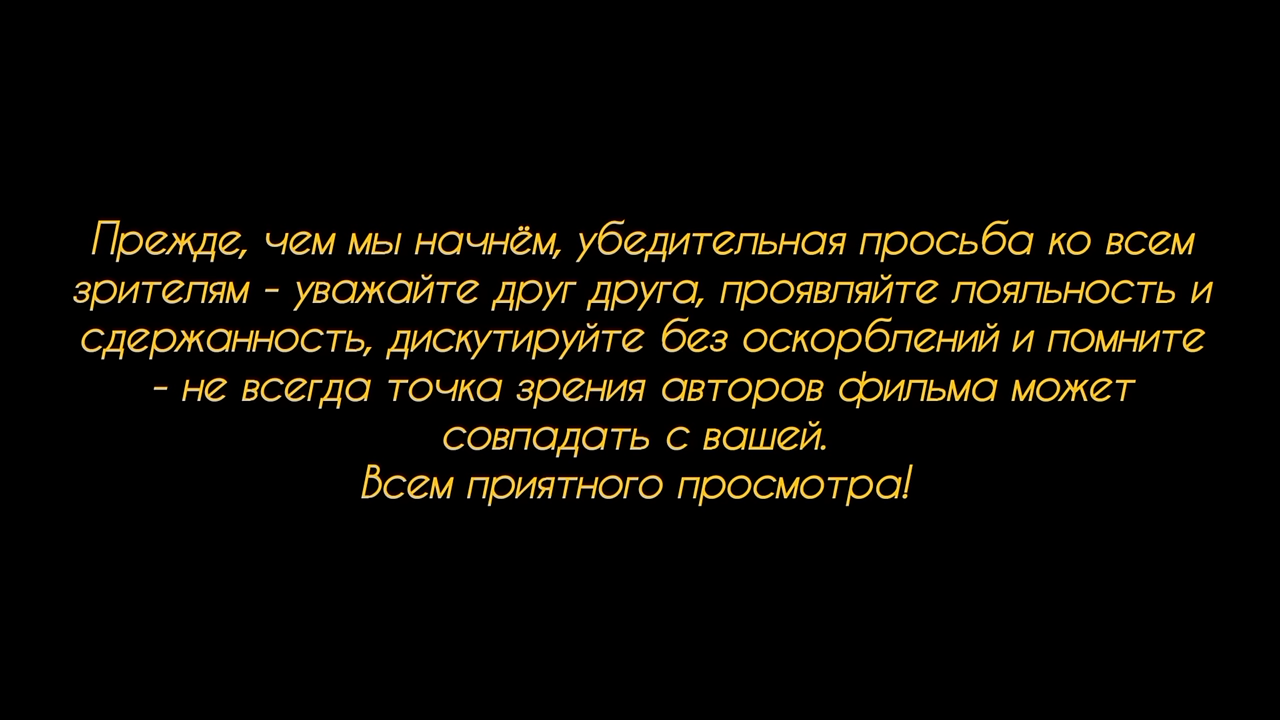 Прежде, чем мы начнём, убедительная просьба ко всем
зрителям - уважайте друг друга, проявляйте лояльность и
сдержанность, дискутируйте без оскорблений и помните
- не всегда точка зрения авторов фильма может
совпадать с вашей.
Всем приятного просмотра!